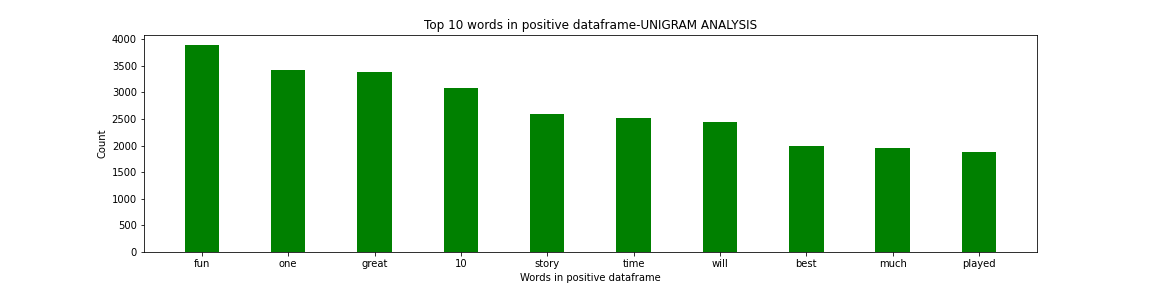 Top 10 words in positive dataframe-UNIGRAM ANALYSIS
Count
4000
3500
3000
2500
2000
1500
1000
500
0
fun one great 10 story time will best much played
Words in positive dataframe